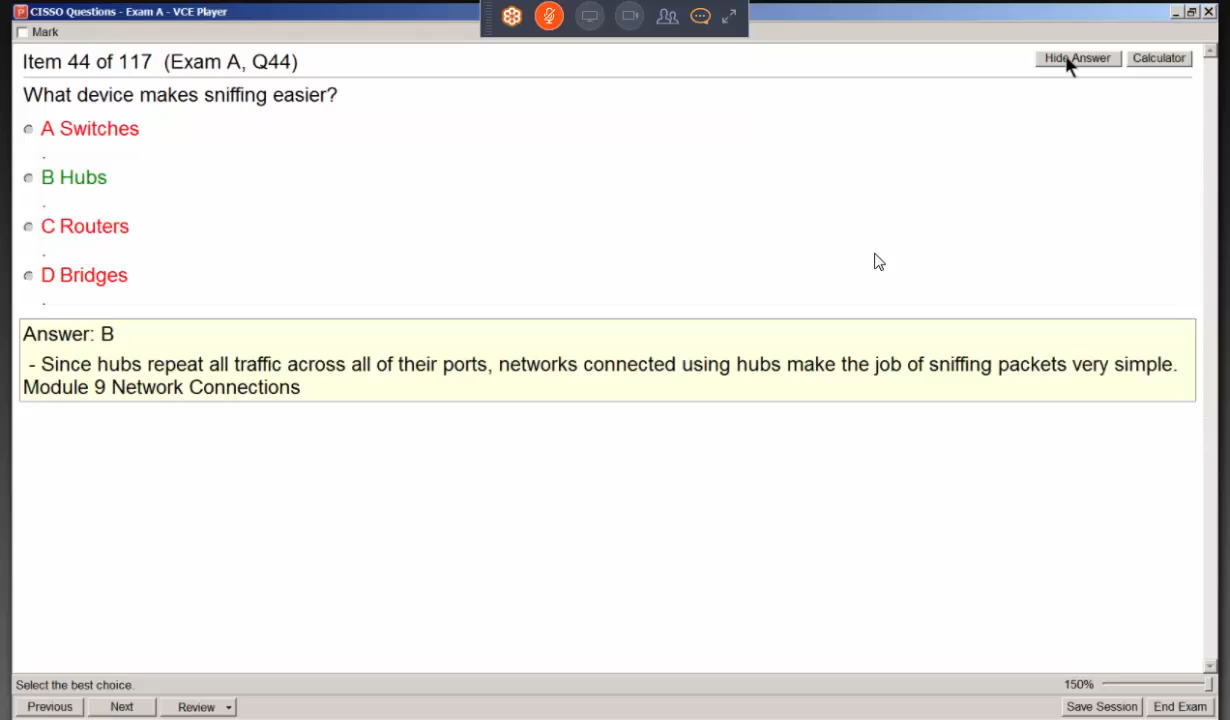 CISSO Questions - Exam A - VCE Player
Mark
Item 44 of 117 (Exam A, Q44)
Hide Answer
Calculator
What device makes sniffing easier?
A Switches
.
B Hubs
.
C Routers
.
D Bridges
.
Answer: B
- Since hubs repeat all traffic across all of their ports, networks connected using hubs make the job of sniffing packets very simple.
Module 9 Network Connections
Select the best choice.
150%
Previous
Next
Review
Save Session
End Exam